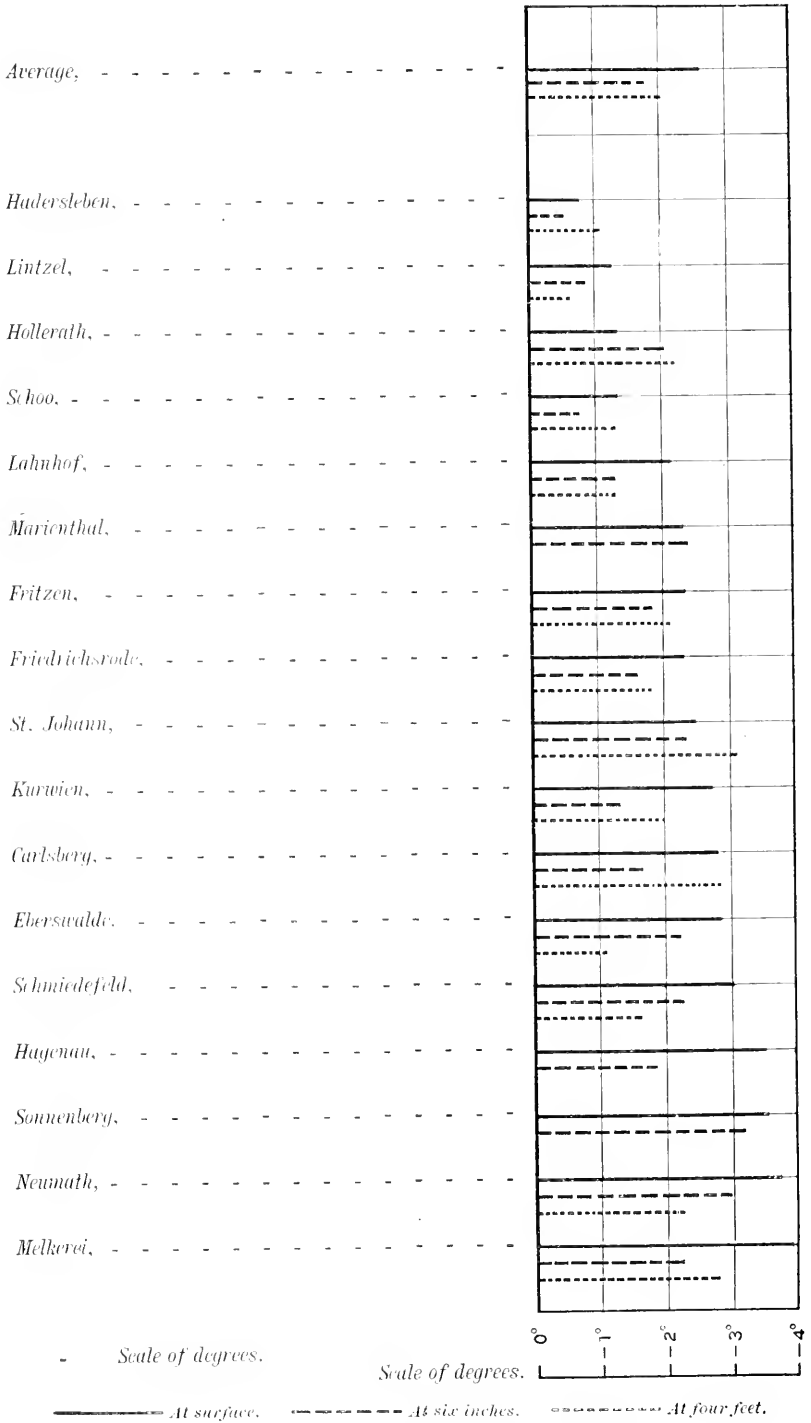 Average,
Hadersleben,
Lintzel,
Hollerath,
Schoo,
Lahnhof,
Marienthal,
Fritzen,
Friedrichsrode,
St. Johann,
Kurwien,
Carlsberg,
Eberswalde.
Schmiedefeld,
Hagenau,
Sonnenberg,
Neumath,
Melkerei,
0° -1° -2° -3° -4°
Scale of degrees.
Scale of degrees.
At surface. At six inches. At four feet.